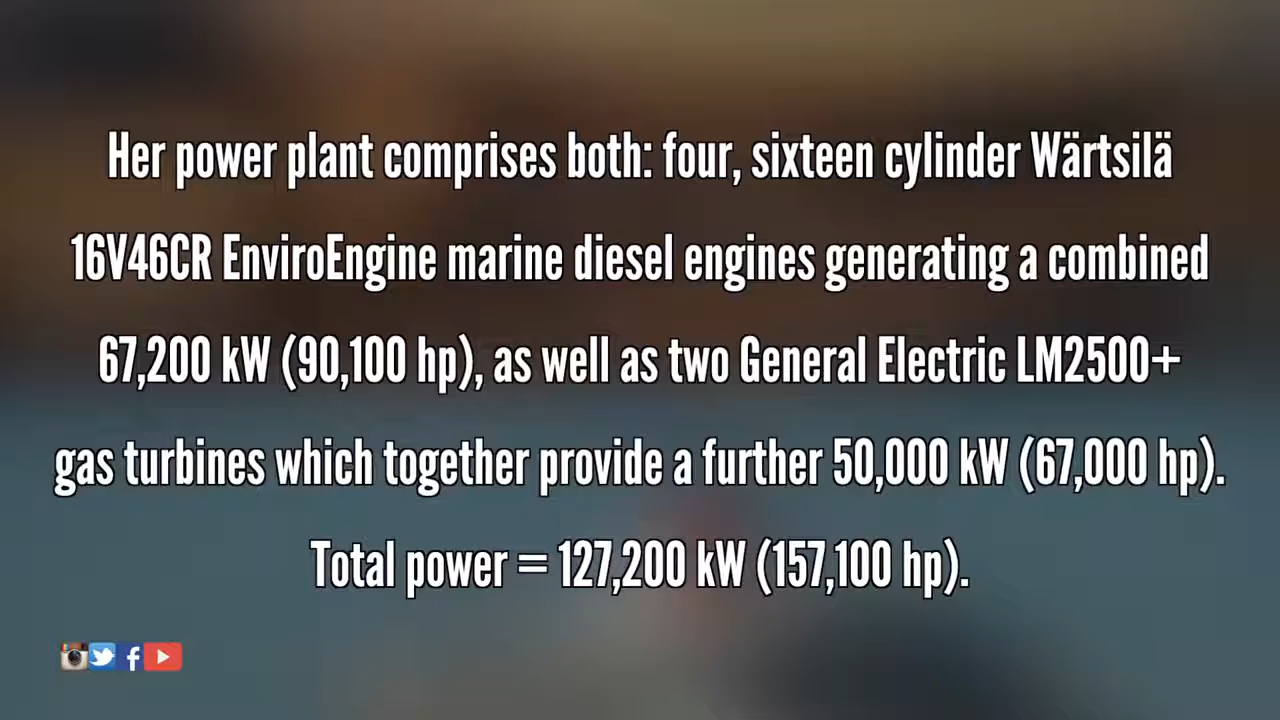 Her power plant comprises both: four, sixteen cylinder Wärtsilä
16V46CR EnviroEngine marine diesel engines generating a combined
67,200 kW (90,100 hp), as well as two General Electric LM2500+
gas turbines which together provide a further 50,000 kW (67,000 hp).
Total power = 127,200 kW (157,100 hp).